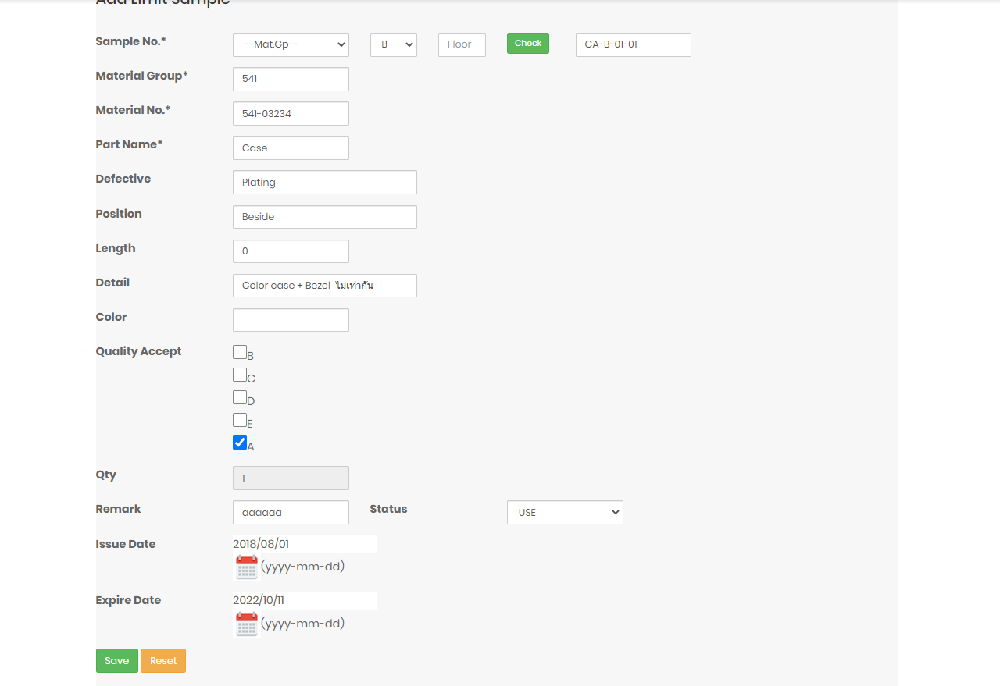 Add Limit Sample
Sample No.* --Mat.Gp-- B Floor Check CA-B-01-01
Material Group* 541
Material No.* 541-03234
Part Name* Case
Defective Plating
Position Beside
Length 0
Detail Color case + Bezel ไม่เท่ากัน
Color
Quality Accept B
C
D
E
A
Qty 1
Remark aaaaaa Status USE
Issue Date 2018/08/01
(yyyy-mm-dd)
Expire Date 2022/10/11
(yyyy-mm-dd)
Save Reset